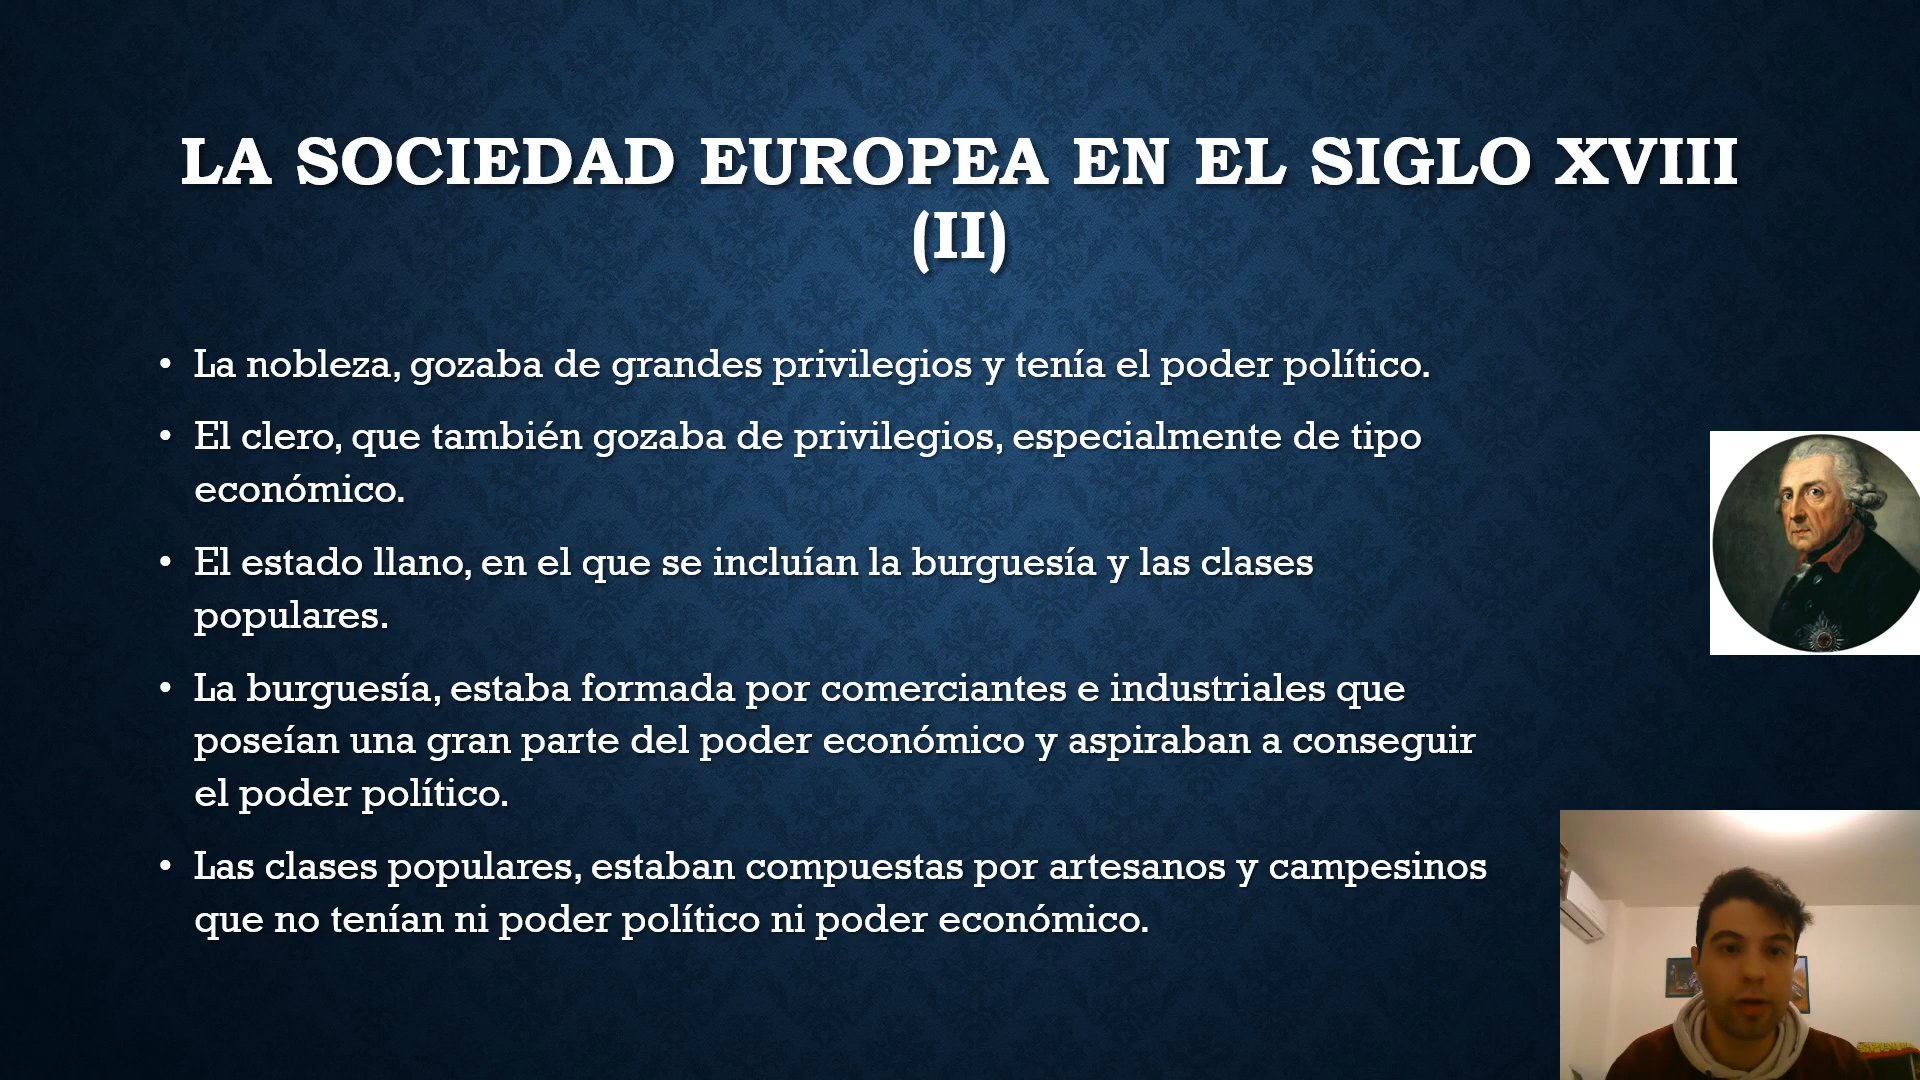 LA SOCIEDAD EUROPEA EN EL SIGLO XVIII
(II)
• La nobleza, gozaba de grandes privilegios y tenía el poder político.
• El clero, que también gozaba de privilegios, especialmente de tipo
económico.
• El estado llano, en el que se incluían la burguesía y las clases
populares.
• La burguesía, estaba formada por comerciantes e industriales que
poseían una gran parte del poder económico y aspiraban a conseguir
el poder político.
• Las clases populares, estaban compuestas por artesanos y campesinos
que no tenían ni poder político ni poder económico.